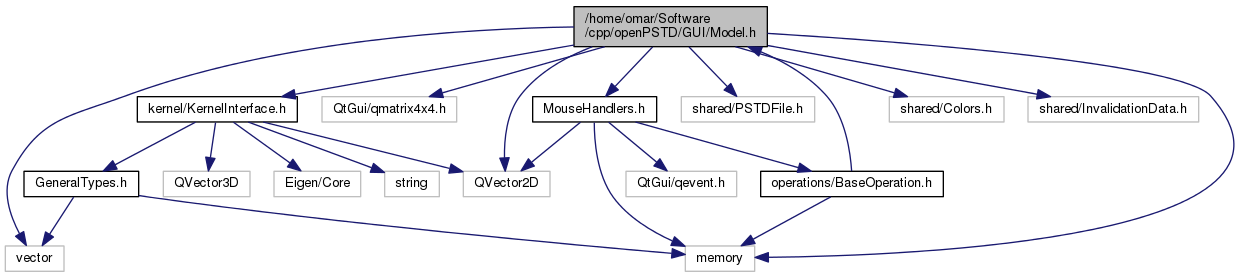 /home/omar/Software
/cpp/openPSTD/GUI/Model.h
kernel/KernelInterface.h
QtGui/qmatrix4x4.h
MouseHandlers.h
shared/PSTDFile.h
shared/Colors.h
shared/InvalidationData.h
GeneralTypes.h
QVector3D
Eigen/Core
string
QVector2D
QtGui/qevent.h
operations/BaseOperation.h
vector
memory